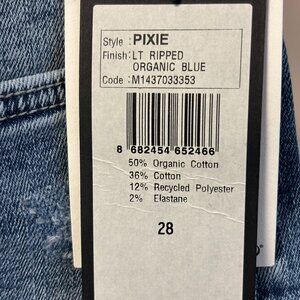 Style : PIXIE
Finish: LT RIPPED
ORGANIC BLUE
Code : M1437033353
8 682454 652466
50% Organic Cotton
36% Cotton
12% Recycled Polyester
2% Elastane
28